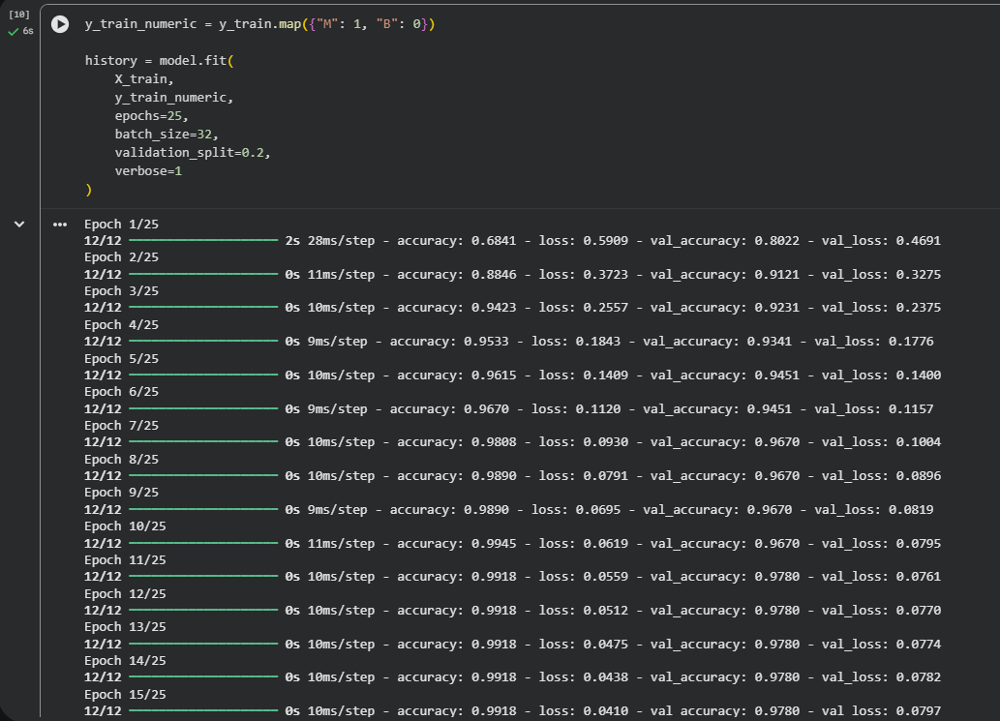 [10]
6s
y_train_numeric = y_train.map({"M": 1, "B": 0})
history = model.fit(
X_train,
y_train_numeric,
epochs=25,
batch_size=32,
validation_split=0.2,
verbose=1
)
Epoch 1/25
12/12 2s 28ms/step - accuracy: 0.6841 - loss: 0.5909 - val_accuracy: 0.8022 - val_loss: 0.4691
Epoch 2/25
12/12 0s 11ms/step - accuracy: 0.8846 - loss: 0.3723 - val_accuracy: 0.9121 - val_loss: 0.3275
Epoch 3/25
12/12 0s 10ms/step - accuracy: 0.9423 - loss: 0.2557 - val_accuracy: 0.9231 - val_loss: 0.2375
Epoch 4/25
12/12 0s 9ms/step - accuracy: 0.9533 - loss: 0.1843 - val_accuracy: 0.9341 - val_loss: 0.1776
Epoch 5/25
12/12 0s 10ms/step - accuracy: 0.9615 - loss: 0.1409 - val_accuracy: 0.9451 - val_loss: 0.1400
Epoch 6/25
12/12 0s 9ms/step - accuracy: 0.9670 - loss: 0.1120 - val_accuracy: 0.9451 - val_loss: 0.1157
Epoch 7/25
12/12 0s 10ms/step - accuracy: 0.9808 - loss: 0.0930 - val_accuracy: 0.9670 - val_loss: 0.1004
Epoch 8/25
12/12 0s 10ms/step - accuracy: 0.9890 - loss: 0.0791 - val_accuracy: 0.9670 - val_loss: 0.0896
Epoch 9/25
12/12 0s 9ms/step - accuracy: 0.9890 - loss: 0.0695 - val_accuracy: 0.9670 - val_loss: 0.0819
Epoch 10/25
12/12 0s 11ms/step - accuracy: 0.9945 - loss: 0.0619 - val_accuracy: 0.9670 - val_loss: 0.0795
Epoch 11/25
12/12 0s 10ms/step - accuracy: 0.9918 - loss: 0.0559 - val_accuracy: 0.9780 - val_loss: 0.0761
Epoch 12/25
12/12 0s 10ms/step - accuracy: 0.9918 - loss: 0.0512 - val_accuracy: 0.9780 - val_loss: 0.0770
Epoch 13/25
12/12 0s 10ms/step - accuracy: 0.9918 - loss: 0.0475 - val_accuracy: 0.9780 - val_loss: 0.0774
Epoch 14/25
12/12 0s 10ms/step - accuracy: 0.9918 - loss: 0.0438 - val_accuracy: 0.9780 - val_loss: 0.0782
Epoch 15/25
12/12 0s 10ms/step - accuracy: 0.9918 - loss: 0.0410 - val_accuracy: 0.9780 - val_loss: 0.0797